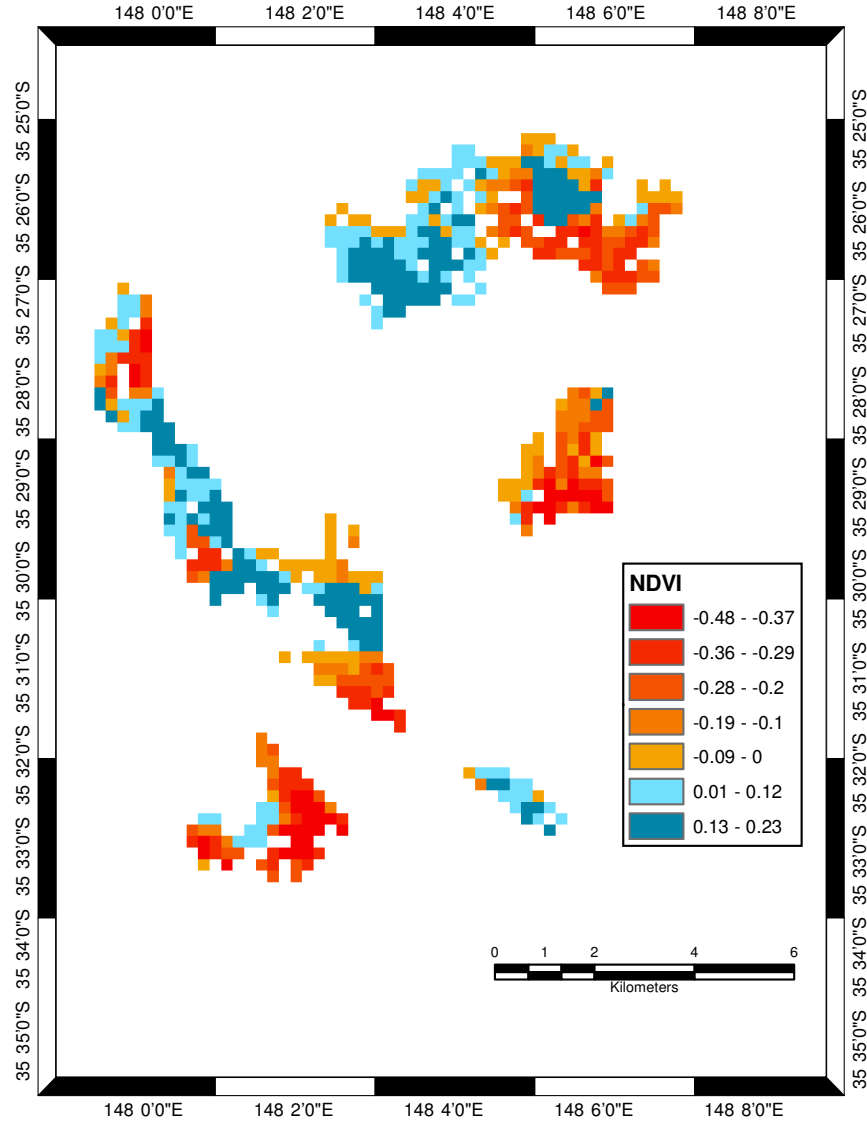 148 0'0"E 148 2'0"E 148 4'0"E 148 6'0"E 148 8'0"E
35 25'0"S
35 26'0"S
35 27'0"S
35 28'0"S
35 29'0"S
35 30'0"S
35 31'0"S
35 32'0"S
35 33'0"S
35 34'0"S
35 35'0"S
35 25'0"S
35 26'0"S
35 27'0"S
35 28'0"S
35 29'0"S
35 30'0"S
35 31'0"S
35 32'0"S
35 33'0"S
35 34'0"S
35 35'0"S
NDVI
-0.48 - -0.37
-0.36 - -0.29
-0.28 - -0.2
-0.19 - -0.1
-0.09 - 0
0.01 - 0.12
0.13 - 0.23
0 1 2 4 6
Kilometers
148 0'0"E 148 2'0"E 148 4'0"E 148 6'0"E 148 8'0"E